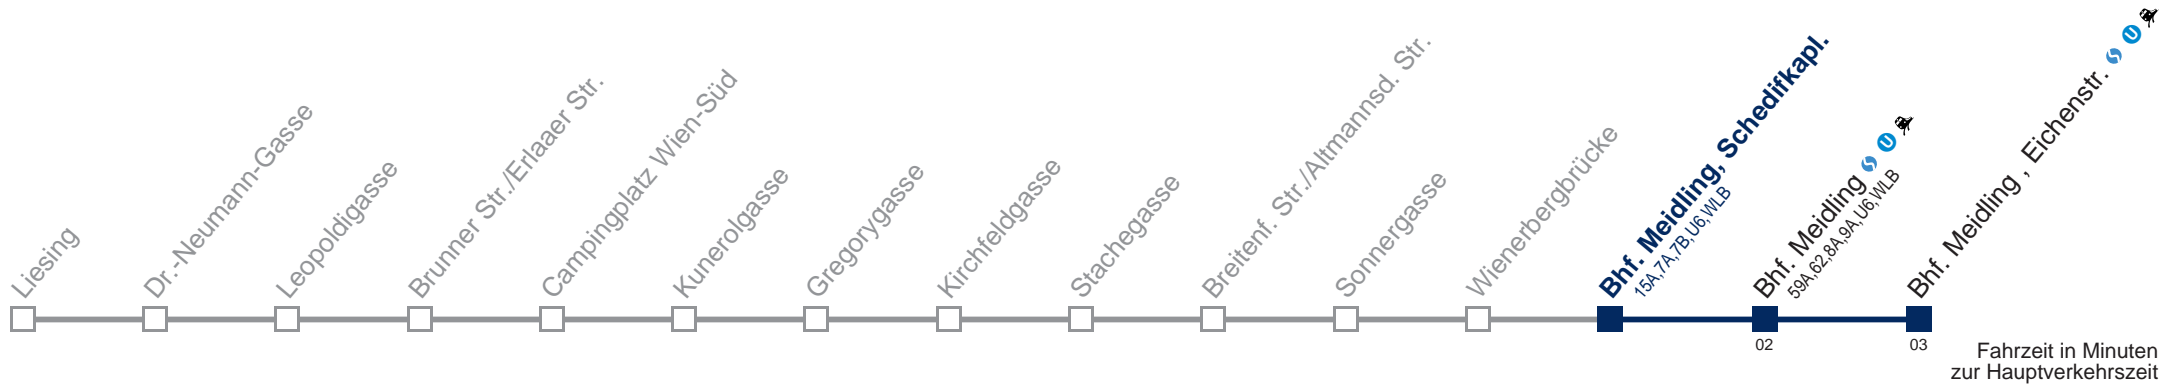 Liesing
Dr.-Neumann-Gasse
Leopoldigasse
Brunner Str./Erlaaer Str.
Campingplatz Wien-Süd
Kunerolgasse
Gregorygasse
Kirchfeldgasse
Stachegasse
Breitenf. Str./Altmannsd. Str.
Sonnergasse
Wienerbergbrücke
Bhf. Meidling, Schedifkapl.
15A,7A,7B,U6,WLB
Bhf. Meidling S U
59A,62,8A,9A,U6,WLB
Bhf. Meidling , Eichenstr. S U
02
03
Fahrzeit in Minuten
zur Hauptverkehrszeit